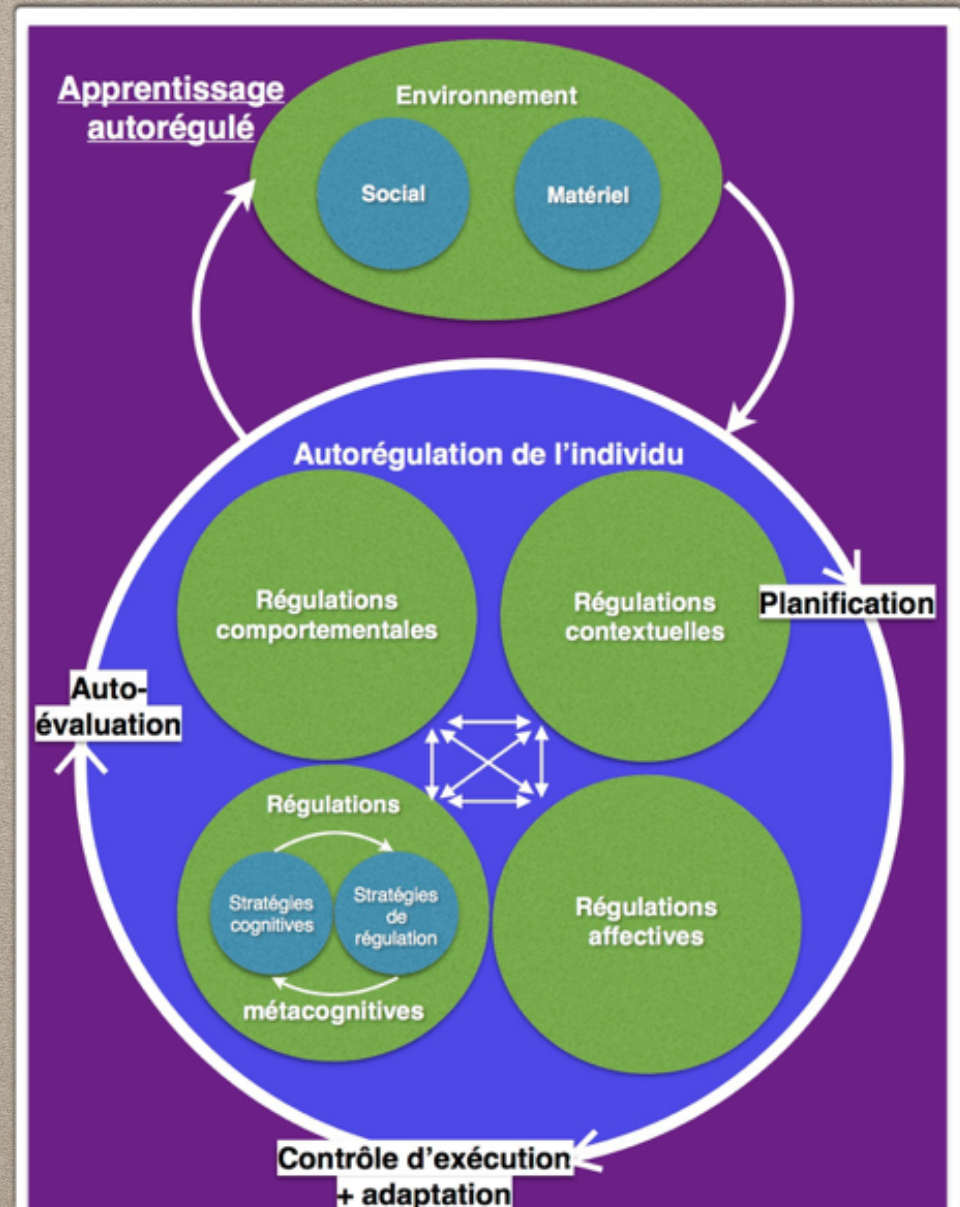 Apprentissage
autorégulé
Environnement
Social
Matériel
Autorégulation de l'individu
Régulations
comportementales
Régulations
contextuelles
Planification
Auto-
évaluation
Régulations
Stratégies
cognitives
Stratégies
de
régulation
métacognitives
Régulations
affectives
Contrôle d'exécution
+ adaptation